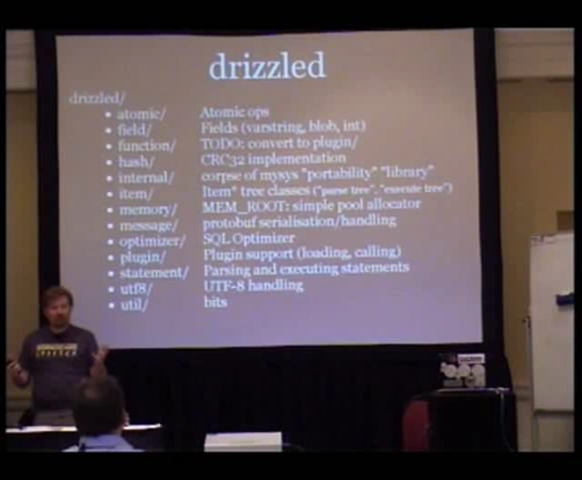 drizzled
drizzled/
• atomic/ Atomic ops
• field/ Fields (varstring, blob, int)
• function/ TODO: convert to plugin/
• hash/ CRC32 implementation
• internal/ corpse of mysys "portability" "library"
• item/ Item* tree classes ("parse tree", "execute tree")
• memory/ MEM_ROOT: simple pool allocator
• message/ protobuf serialisation/handling
• optimizer/ SQL Optimizer
• plugin/ Plugin support (loading, calling)
• statement/ Parsing and executing statements
• utf8/ UTF-8 handling
• util/ bits